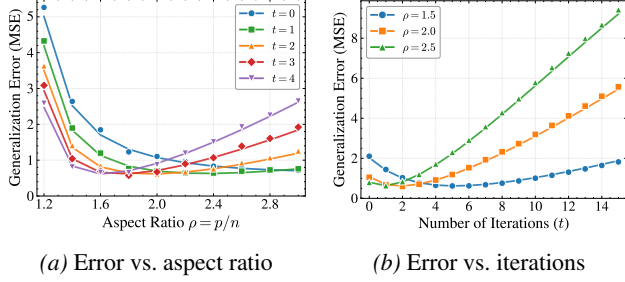 Generalization Error (MSE)
5
4
3
2
1
0
1.2
1.6
2.0
2.4
2.8
Aspect Ratio ρ = p/n
t = 0
t = 1
t = 2
t = 3
t = 4
(a) Error vs. aspect ratio
Generalization Error (MSE)
8
6
4
2
0
0
2
4
6
8
10
12
14
Number of Iterations (t)
ρ = 1.5
ρ = 2.0
ρ = 2.5
(b) Error vs. iterations